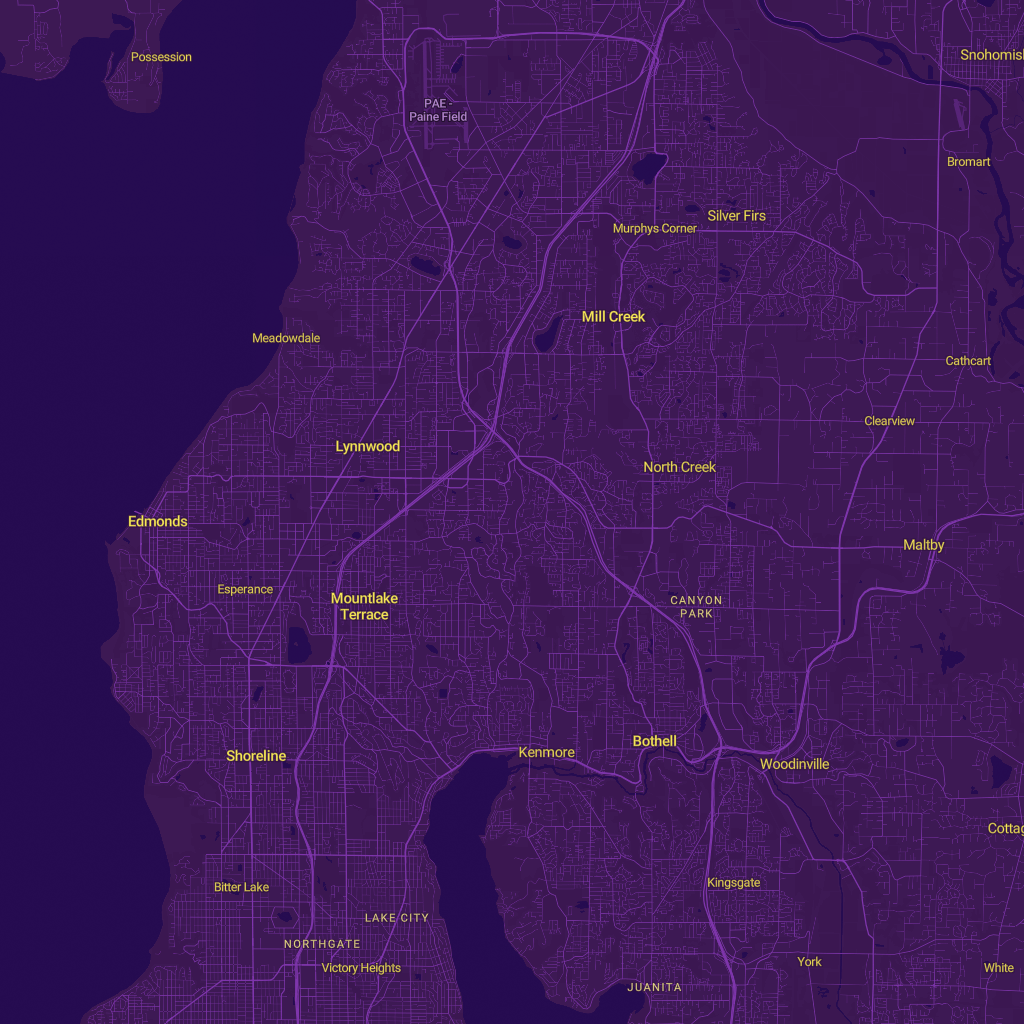 Possession
Snohomis
PAE -
Paine Field
Bromart
Silver Firs
Murphys Corner
Mill Creek
Meadowdale
Cathcart
Clearview
Lynnwood
North Creek
Edmonds
Maltby
Esperance
Mountlake
Terrace
CANYON
PARK
Bothell
Kenmore
Shoreline
Woodinville
Cottag
Kingsgate
Bitter Lake
LAKE CITY
NORTHGATE
Victory Heights
York
White
JUANITA